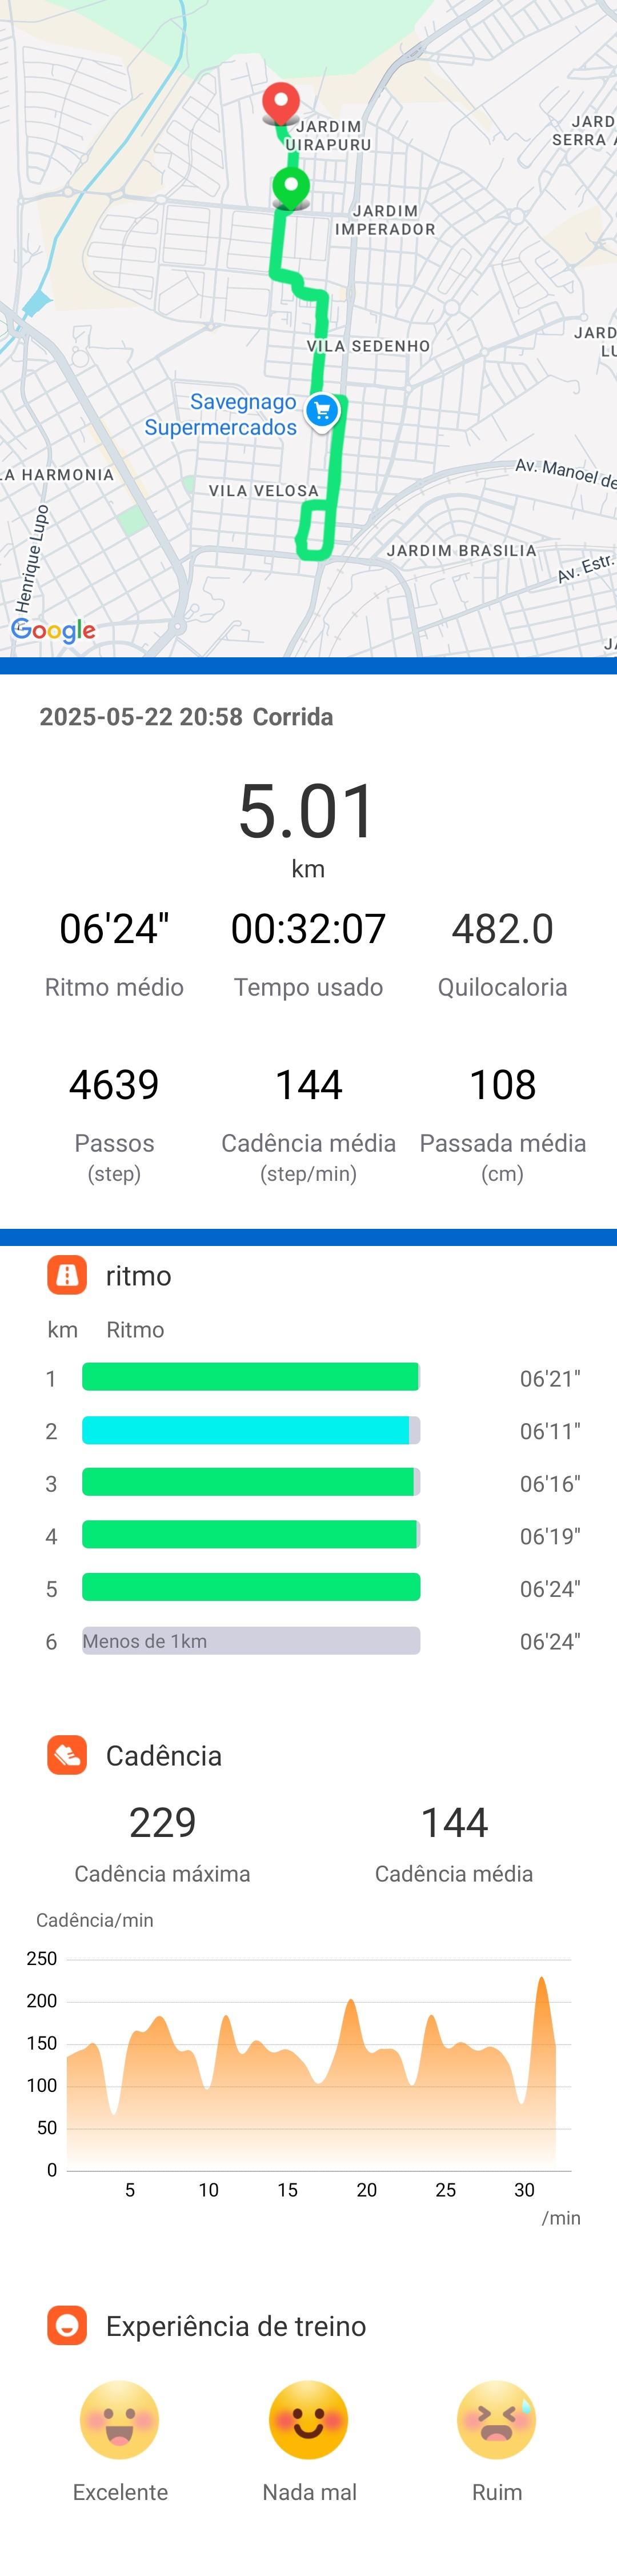 JARDIM
UIRAPURU
JARD
SERRA A
JARDIM
IMPERADOR
VILA SEDENHO
JARD
LU
Savegnago
Supermercados
Av. Manoel de
LA HARMONIA
VILA VELOSA
Henrique Lupo
JARDIM BRASILIA
Av. Estr.
Google
JA
2025-05-22 20:58 Corrida
5.01
km
06'24" 00:32:07 482.0
Ritmo médio Tempo usado Quilocaloria
4639 144 108
Passos Cadência média Passada média
(step) (step/min) (cm)
ritmo
km Ritmo
1 06'21"
2 06'11"
3 06'16"
4 06'19"
5 06'24"
6 Menos de 1km 06'24"
Cadência
229 144
Cadência máxima Cadência média
Cadência/min
250
200
150
100
50
0
5 10 15 20 25 30
/min
Experiência de treino
Excelente Nada mal Ruim